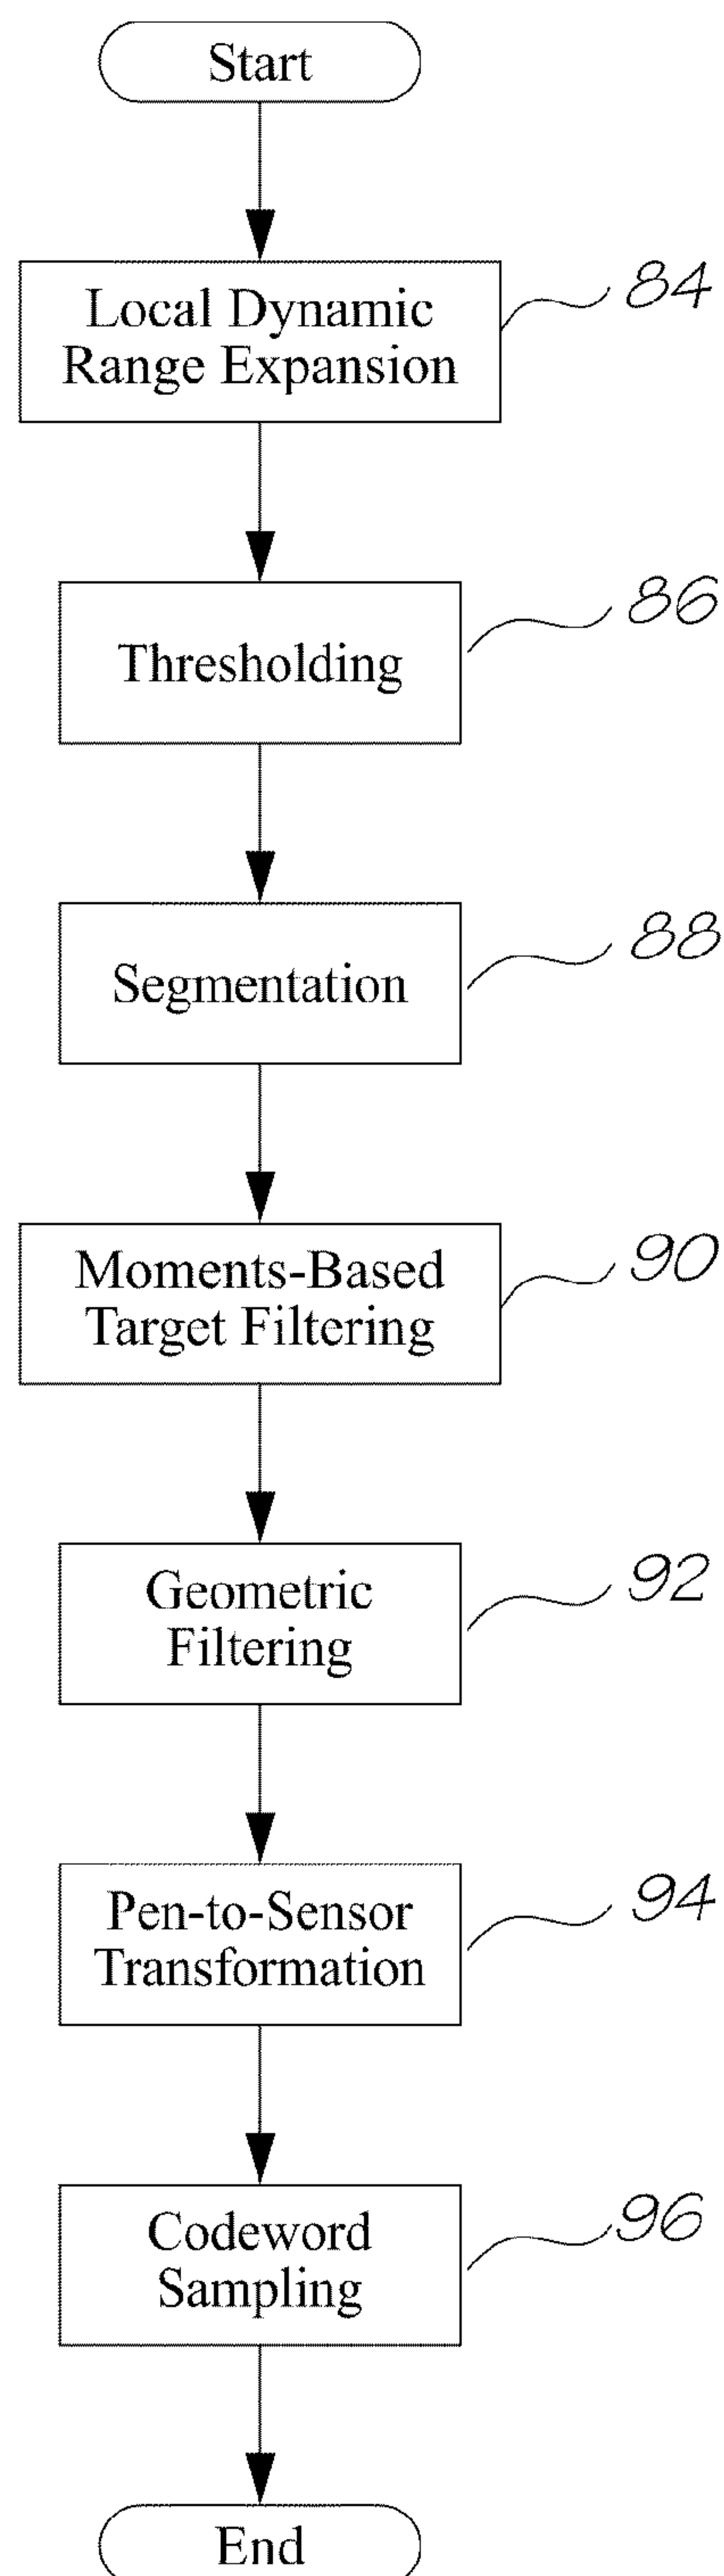 Start
Local Dynamic
Range Expansion
84
Thresholding
86
Segmentation
88
Moments-Based
Target Filtering
90
Geometric
Filtering
92
Pen-to-Sensor
Transformation
94
Codeword
Sampling
96
End